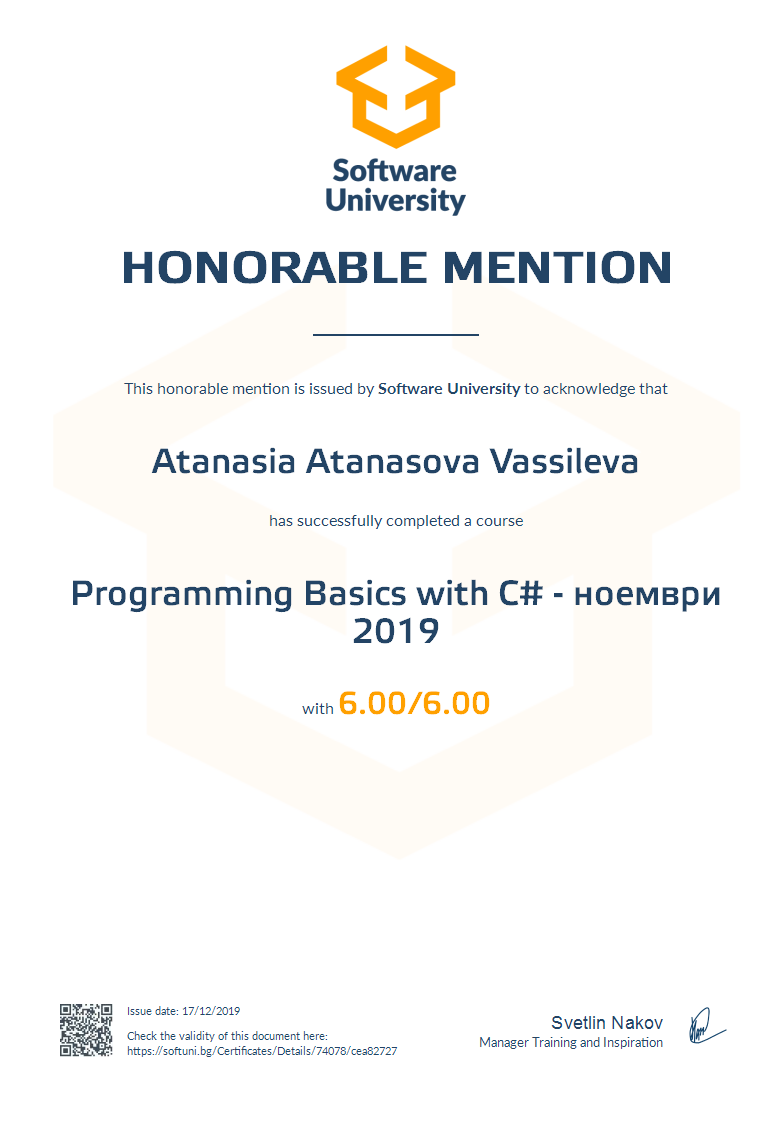 Software
University
HONORABLE MENTION
This honorable mention is issued by Software University to acknowledge that
Atanasia Atanasova Vassileva
has successfully completed a course
Programming Basics with C# - ноември
2019
with 6.00/6.00
Issue date: 17/12/2019
Check the validity of this document here:
https://softuni.bg/Certificates/Details/74078/cea82727
Svetlin Nakov
Manager Training and Inspiration